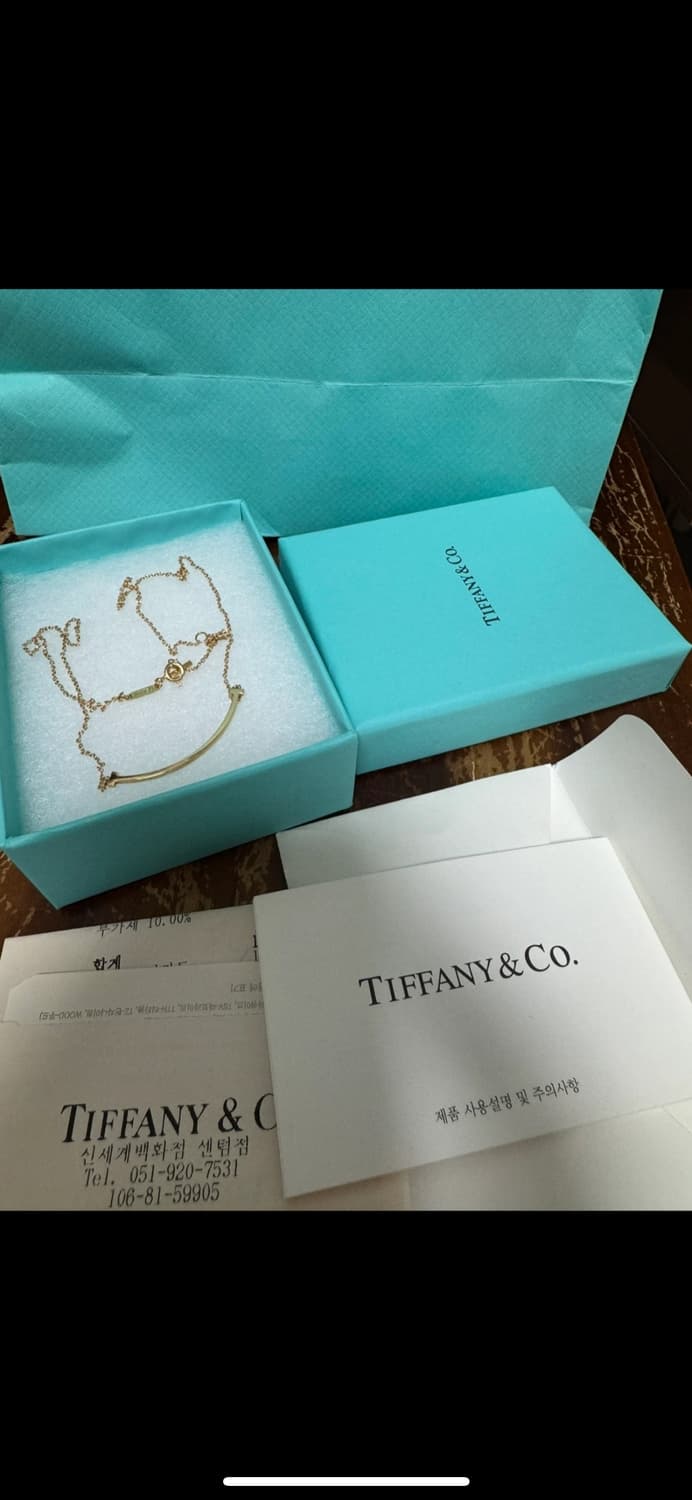 TIFFANY & CO.
부가세 10.00%
합계
TIFFANY & CO.
제품 사용설명 및 주의사항
TIFFANY & C
신세계백화점 센텀점
Tel. 051-920-7531
106-81-59905